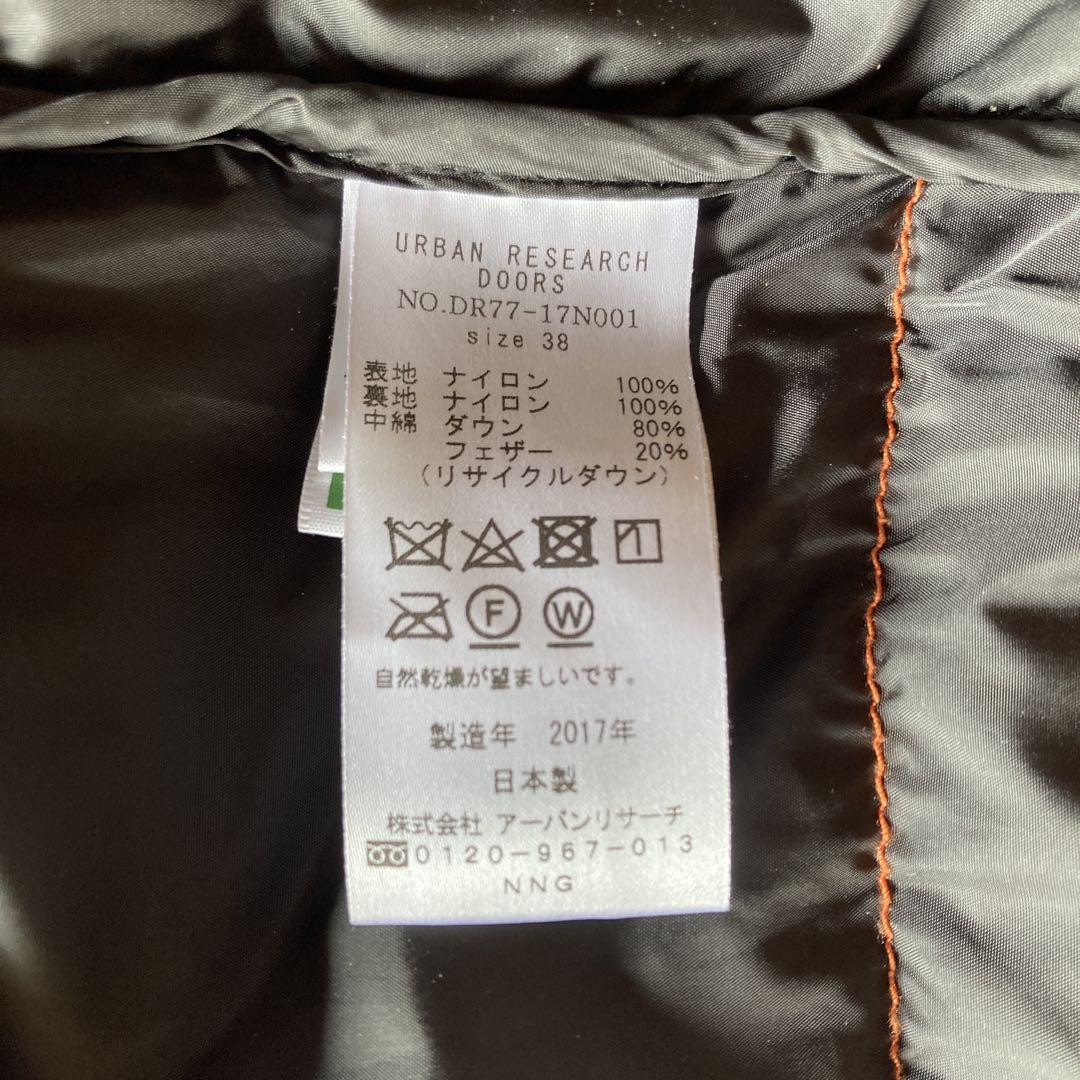 URBAN RESEARCH
DOORS
NO.DR77-17N001
size 38
表地 ナイロン 100%
裏地 ナイロン 100%
中綿 ダウン 80%
フェザー 20%
(リサイクルダウン)
F W
自然乾燥が望ましいです。
製造年 2017年
日本製
株式会社 アーバンリサーチ
0120-967-013
NNG